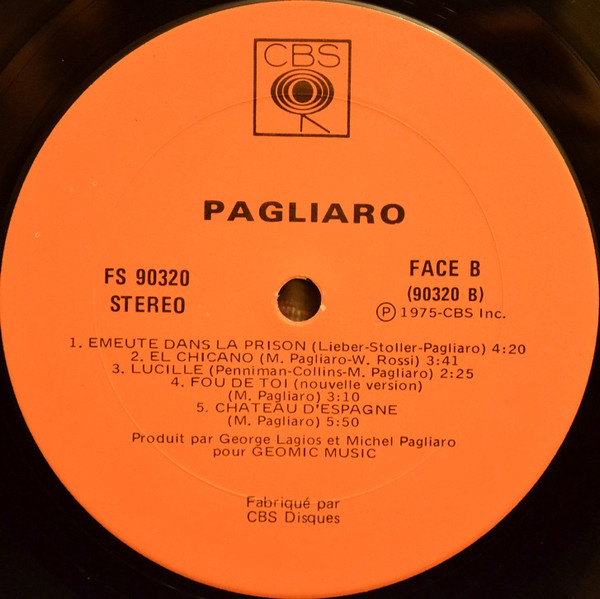 CBS
PAGLIARO
FS 90320
STEREO
FACE B
(90320 B)
Ⓟ 1975-CBS Inc.
1. EMEUTE DANS LA PRISON (Lieber-Stoller-Pagliaro) 4:20
2. EL CHICANO (M. Pagliaro-W. Rossi) 3:41
3. LUCILLE (Penniman-Collins-M. Pagliaro) 2:25
4. FOU DE TOI (nouvelle version)
(M. Pagliaro) 3:10
5. CHATEAU D'ESPAGNE
(M. Pagliaro) 5:50
Produit par George Lagios et Michel Pagliaro
pour GEOMIC MUSIC
Fabriqué par
CBS Disques